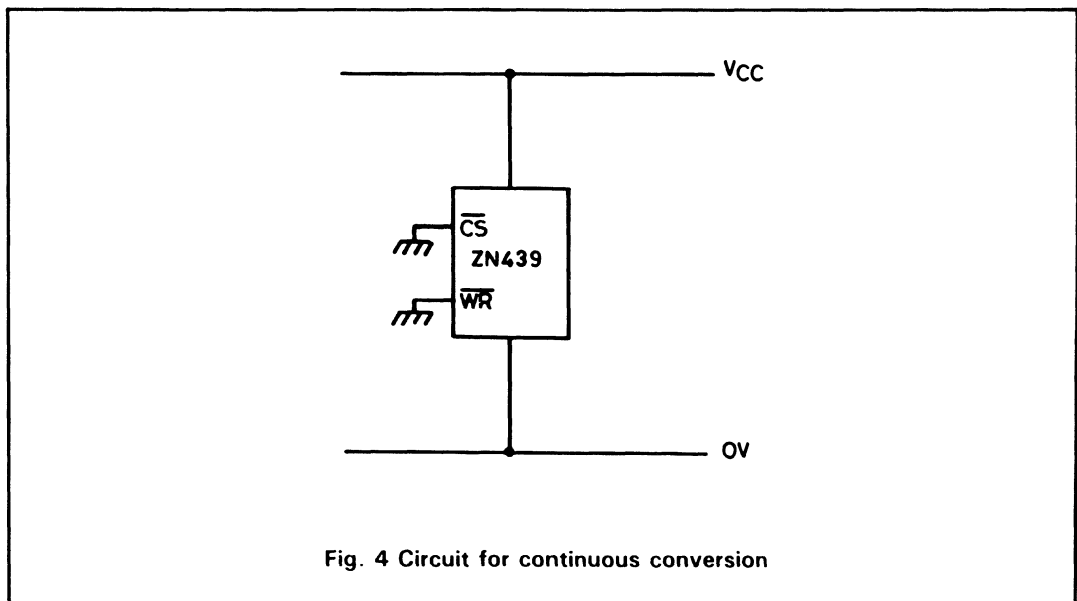 VCC
CS
ZN439
WR
OV
Fig. 4 Circuit for continuous conversion